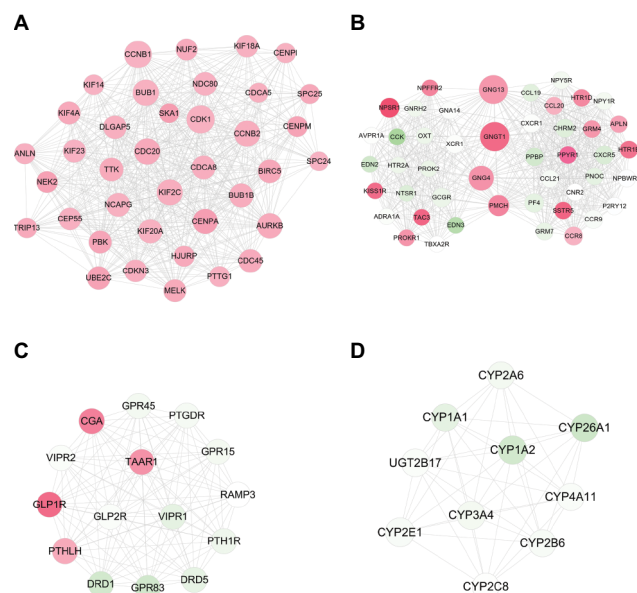 A
CCNB1
NUF2
KIF18A
CENPI
KIF14
BUB1
NDC80
CDCA5
SPC25
KIF4A
SKA1
DLGAP5
CDK1
CCNB2
CENPM
ANLN
KIF23
CDC20
TTK
CDCA8
BIRC5
SPC24
NEK2
KIF2C
BUB1B
NCAPG
CEP55
CENPA
AURKB
TRIP13
PBK
KIF20A
HJURP
CDC45
UBE2C
CDKN3
PTTG1
MELK
B
NPY5R
NPFFR2
GNG13
CCL19
HTR1D
NPY1R
NPSR1
GNRH2
GNA14
CCL20
CXCR1
CHRM2
GRM4
APLN
AVPR1A
OXT
GNGT1
CCK
XCR1
HTR1E
PPBP
PPYR1
CXCR5
EDN2
HTR2A
PROK2
CCL21
PNOC
KISS1R
NTSR1
GCGR
GNG4
CNR2
NPBWR
PF4
PMCH
SSTR5
P2RY12
ADRA1A
TAC3
EDN3
CCR9
PROKR1
TBXA2R
GRM7
CCR8
C
GPR45
PTGDR
CGA
GPR15
VIPR2
TAAR1
RAMP3
GLP1R
GLP2R
VIPR1
PTHLH
PTH1R
DRD1
GPR83
DRD5
D
CYP2A6
CYP1A1
CYP26A1
CYP1A2
UGT2B17
CYP4A11
CYP3A4
CYP2E1
CYP2B6
CYP2C8